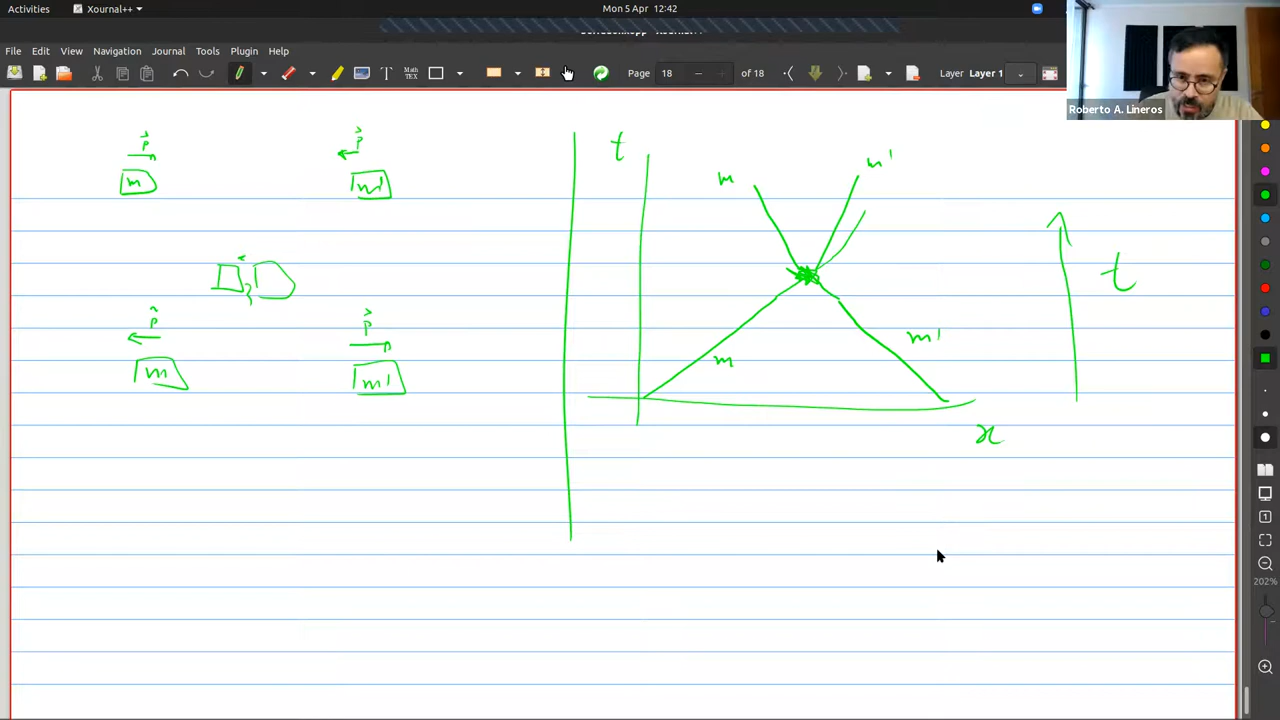 Activities
Xournal++
Mon 5 Apr 12:42
File Edit View Navigation Journal Tools Plugin Help
Page 18 of 18
Layer Layer 1
Roberto A. Lineros
202%
p⃗
p⃗
m
m'
p⃗
p⃗
m
m'
t
m
m'
m
m'
x
t